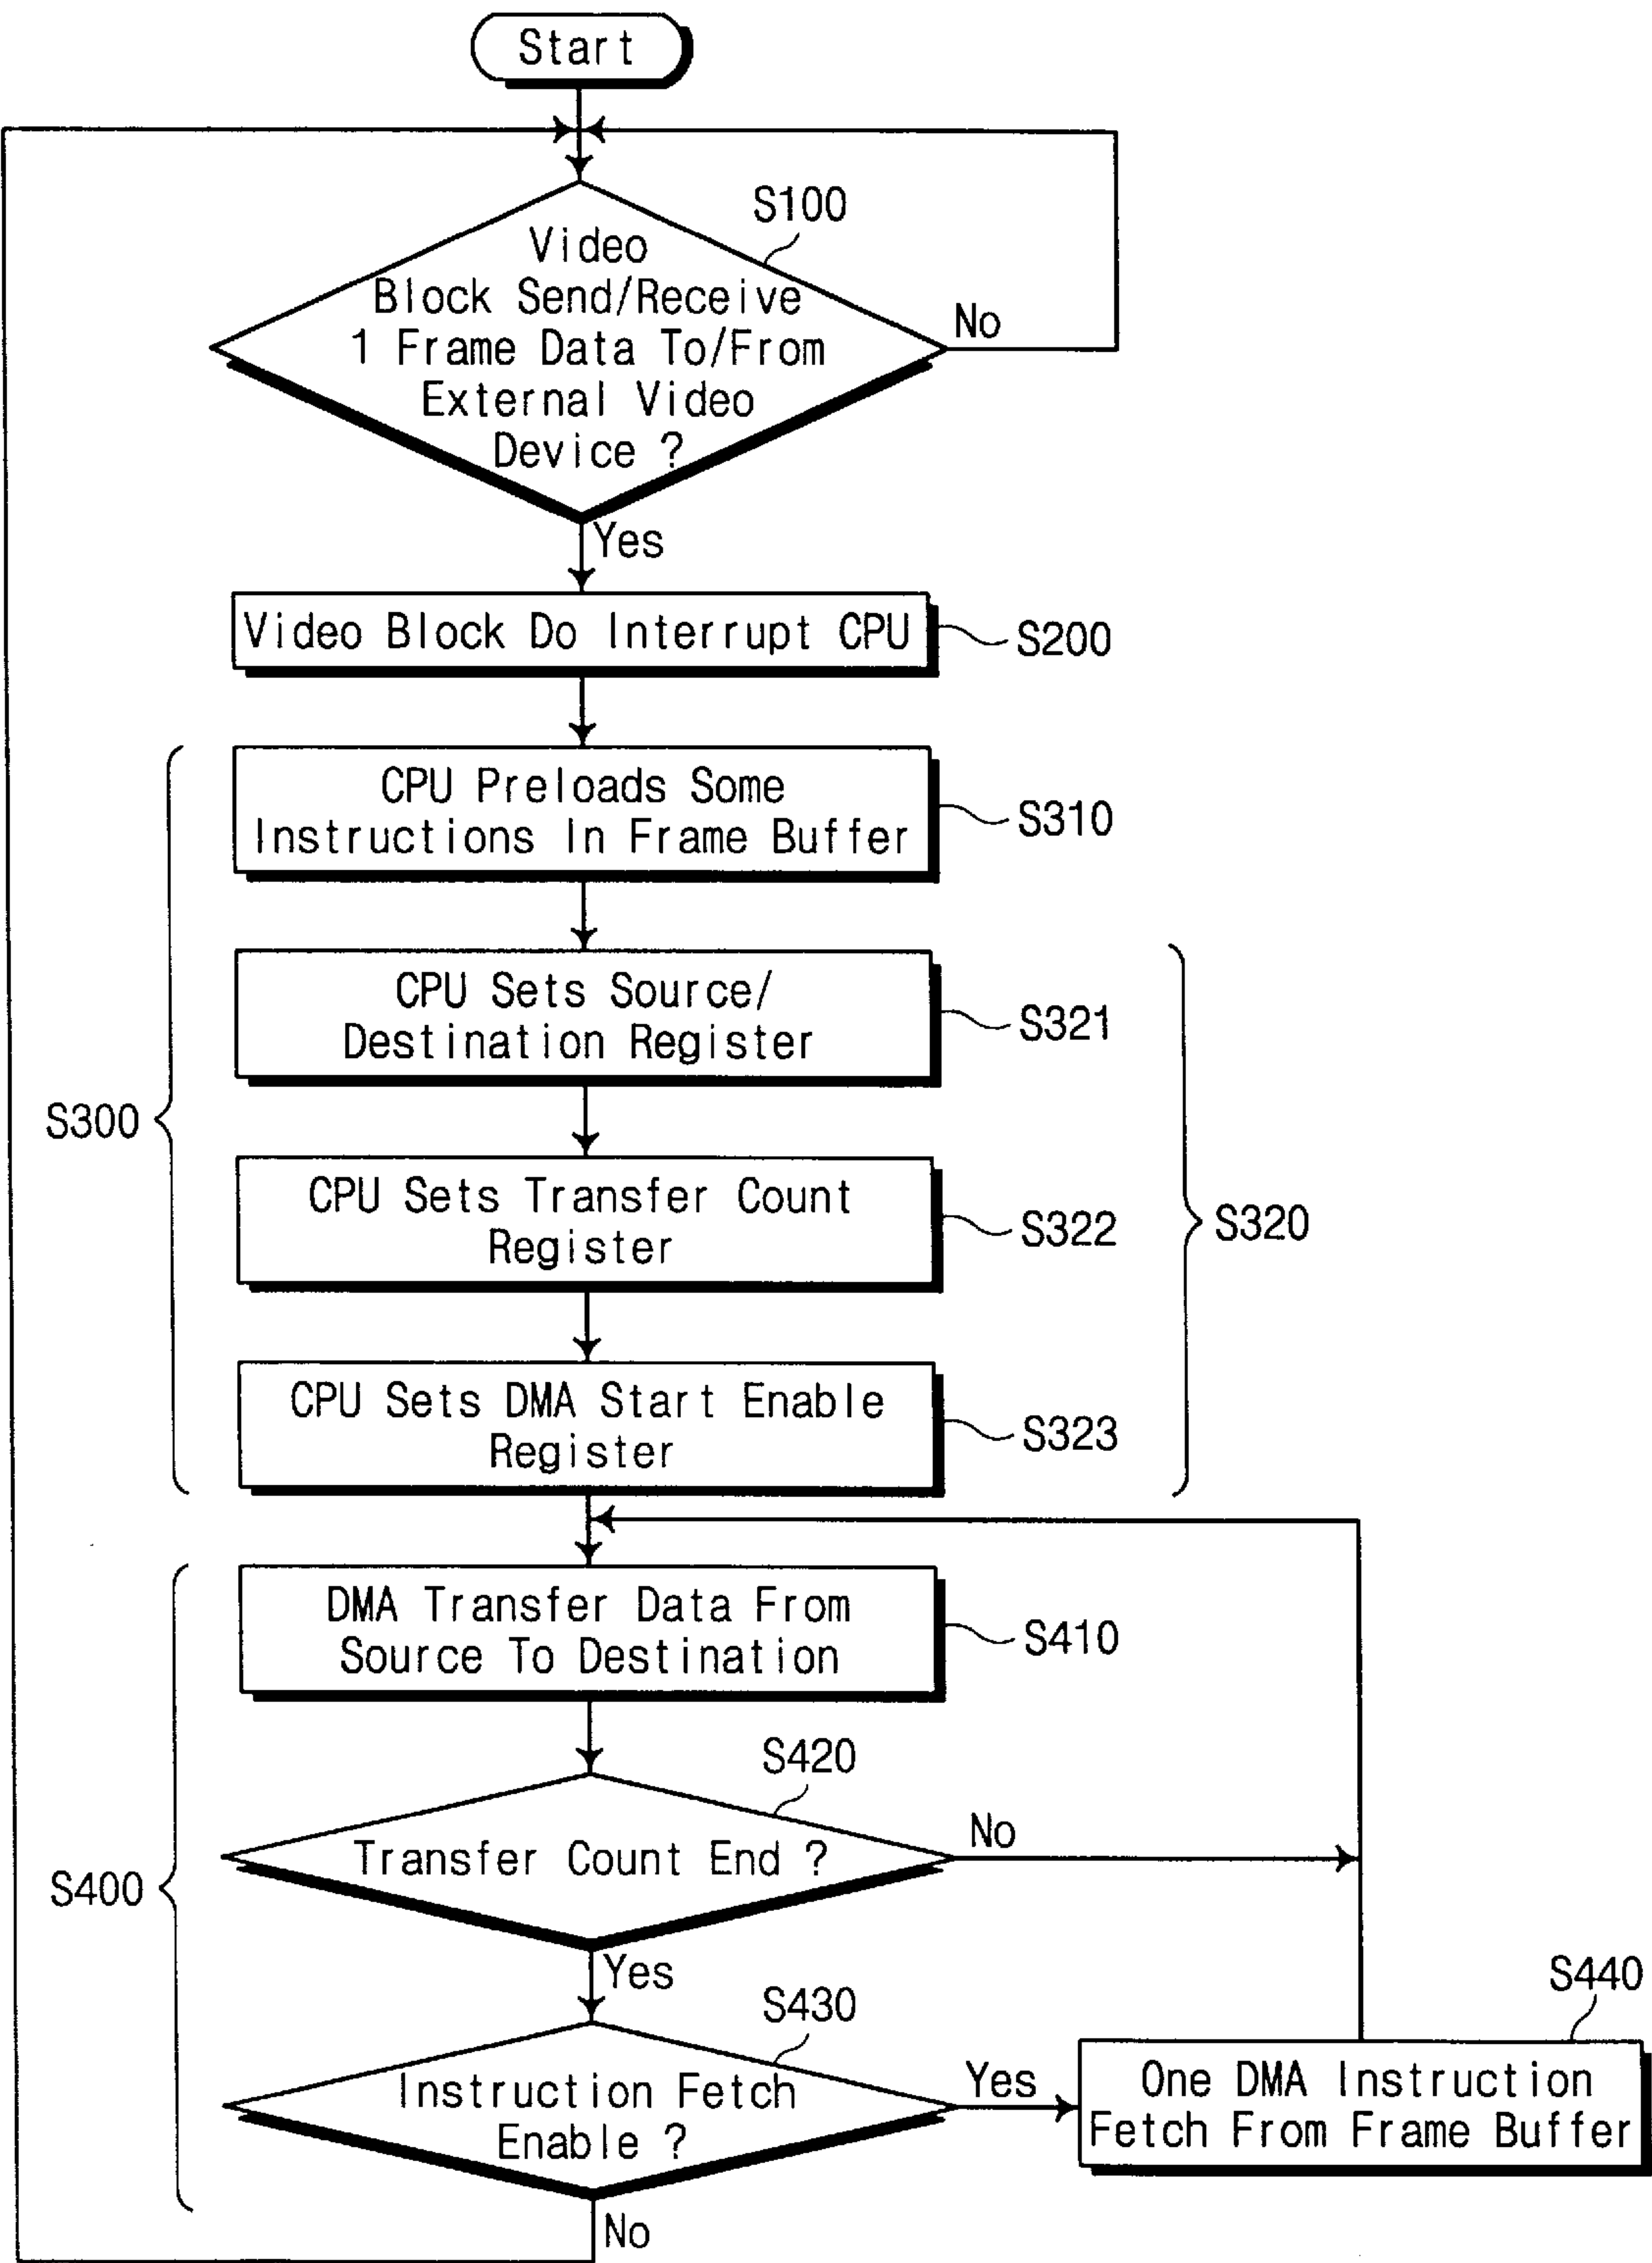 Start
S100
Video
Block Send/Receive
1 Frame Data To/From
External Video
Device ?
No
Yes
Video Block Do Interrupt CPU
S200
CPU Preloads Some
Instructions In Frame Buffer
S310
CPU Sets Source/
Destination Register
S321
S300
CPU Sets Transfer Count
Register
S322
S320
CPU Sets DMA Start Enable
Register
S323
DMA Transfer Data From
Source To Destination
S410
S420
Transfer Count End ?
No
S400
Yes
S430
S440
Instruction Fetch
Enable ?
Yes
One DMA Instruction
Fetch From Frame Buffer
No